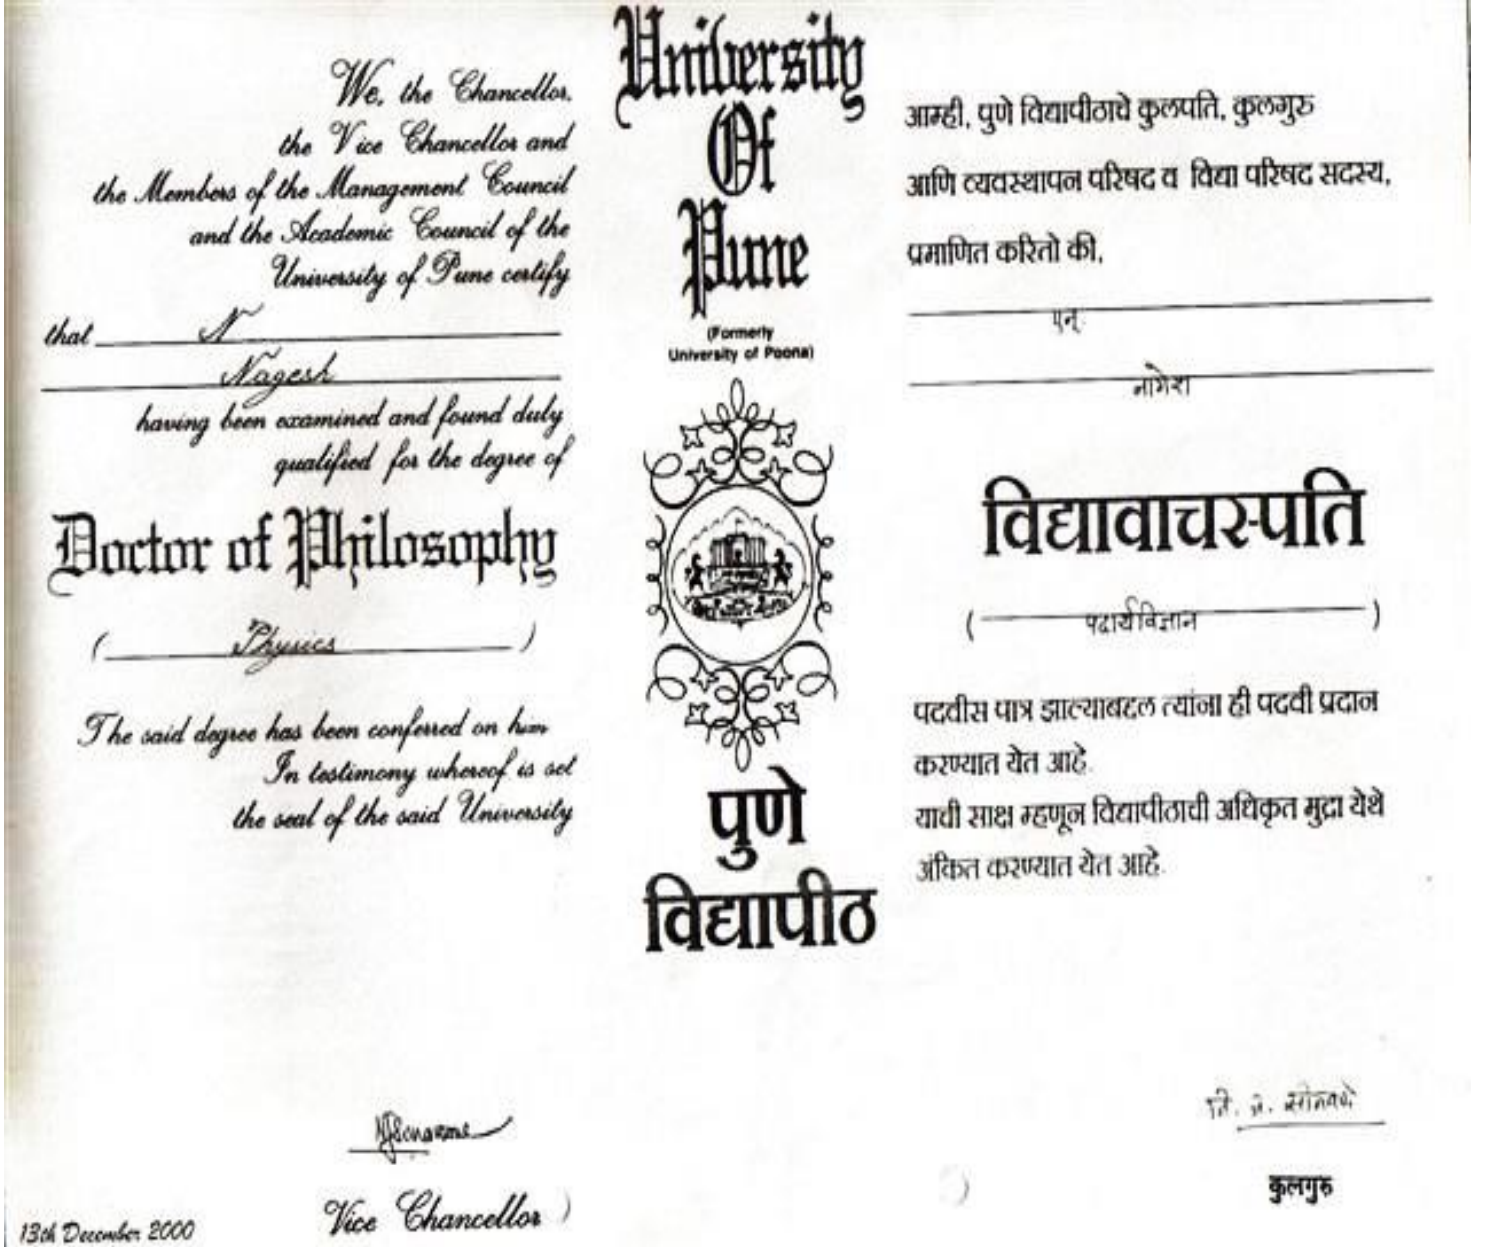 We, the Chancellor,
the Vice Chancellor and
the Members of the Management Council
and the Academic Council of the
University of Pune certify
that N
Nagesh
having been examined and found duly
qualified for the degree of
Doctor of Philosophy
( Physics )
The said degree has been conferred on him
In testimony whereof is set
the seal of the said University
Vice Chancellor
13th December 2000
University
Of
Pune
(Formerly
University of Poona)
पुणे
विद्यापीठ
आम्ही, पुणे विद्यापीठाचे कुलपति, कुलगुरु
आणि व्यवस्थापन परिषद व विद्या परिषद सदस्य,
प्रमाणित करितो की,
एन्
नागेश
विद्यावाचस्पति
( पदार्थविज्ञान )
पदवीस पात्र झाल्याबद्दल त्यांना ही पदवी प्रदान
करण्यात येत आहे.
याची साक्ष म्हणून विद्यापीठाची अधिकृत मुद्रा येथे
अंकित करण्यात येत आहे.
सोनवणे
कुलगुरु